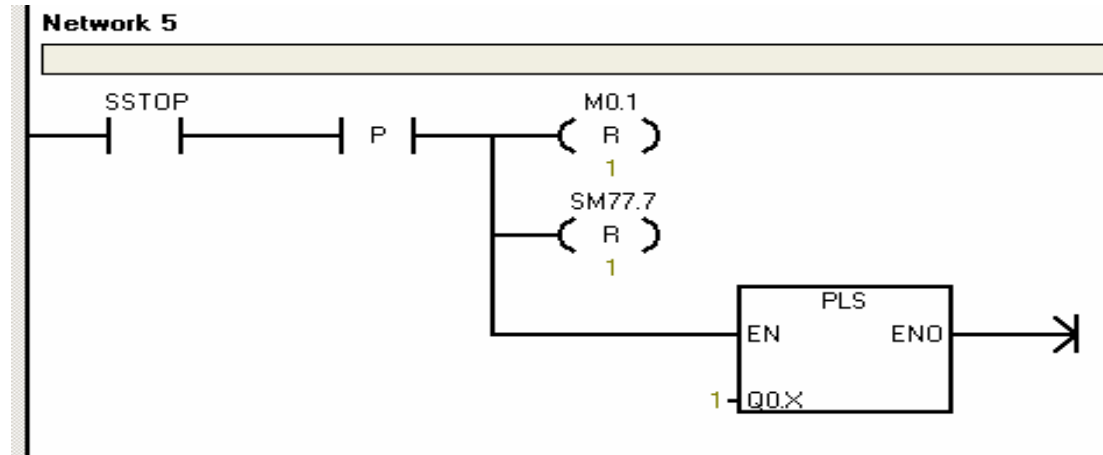 Network 5
SSTOP
P
M0.1
R
1
SM77.7
R
1
PLS
EN ENO
1 Q0.X